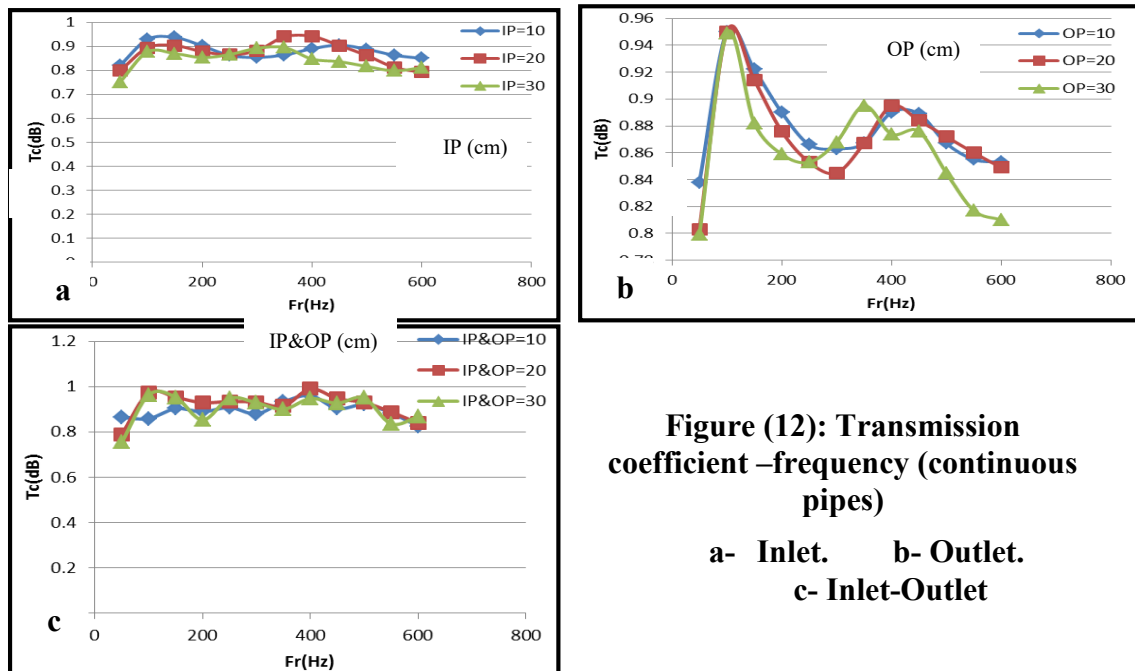 1
0.9
0.8
0.7
0.6
0.5
0.4
0.3
0.2
0.1
0
Tc(dB)
IP=10
IP=20
IP=30
IP (cm)
0
200
400
600
800
Fr(Hz)
a
0.96
0.94
0.92
0.9
0.88
0.86
0.84
0.82
0.8
0.78
Tc(dB)
OP (cm)
OP=10
OP=20
OP=30
0
200
400
600
800
Fr(Hz)
b
IP&OP (cm)
1.2
1
0.8
0.6
0.4
0.2
Tc(dB)
IP&OP=10
IP&OP=20
IP&OP=30
0
200
400
600
800
Fr(Hz)
c
Figure (12): Transmission
coefficient –frequency (continuous
pipes)
a- Inlet. b- Outlet.
c- Inlet-Outlet